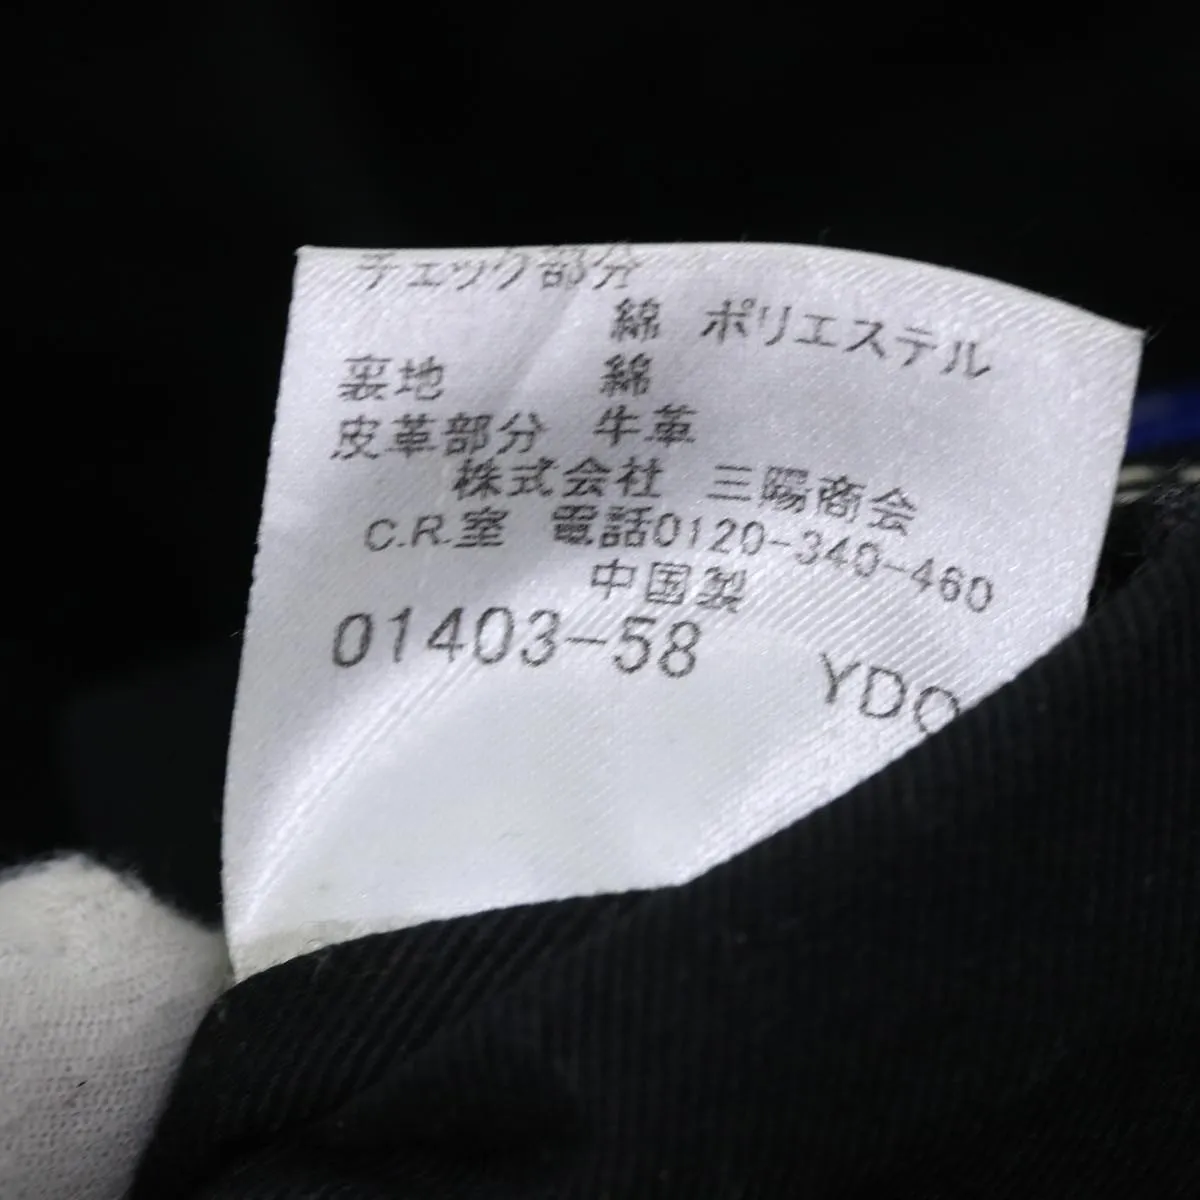 チェック部分
綿 ポリエステル
裏地 綿
皮革部分 牛革
株式会社 三陽商会
C.R.室 電話0120-340-460
中国製
01403-58 YDO